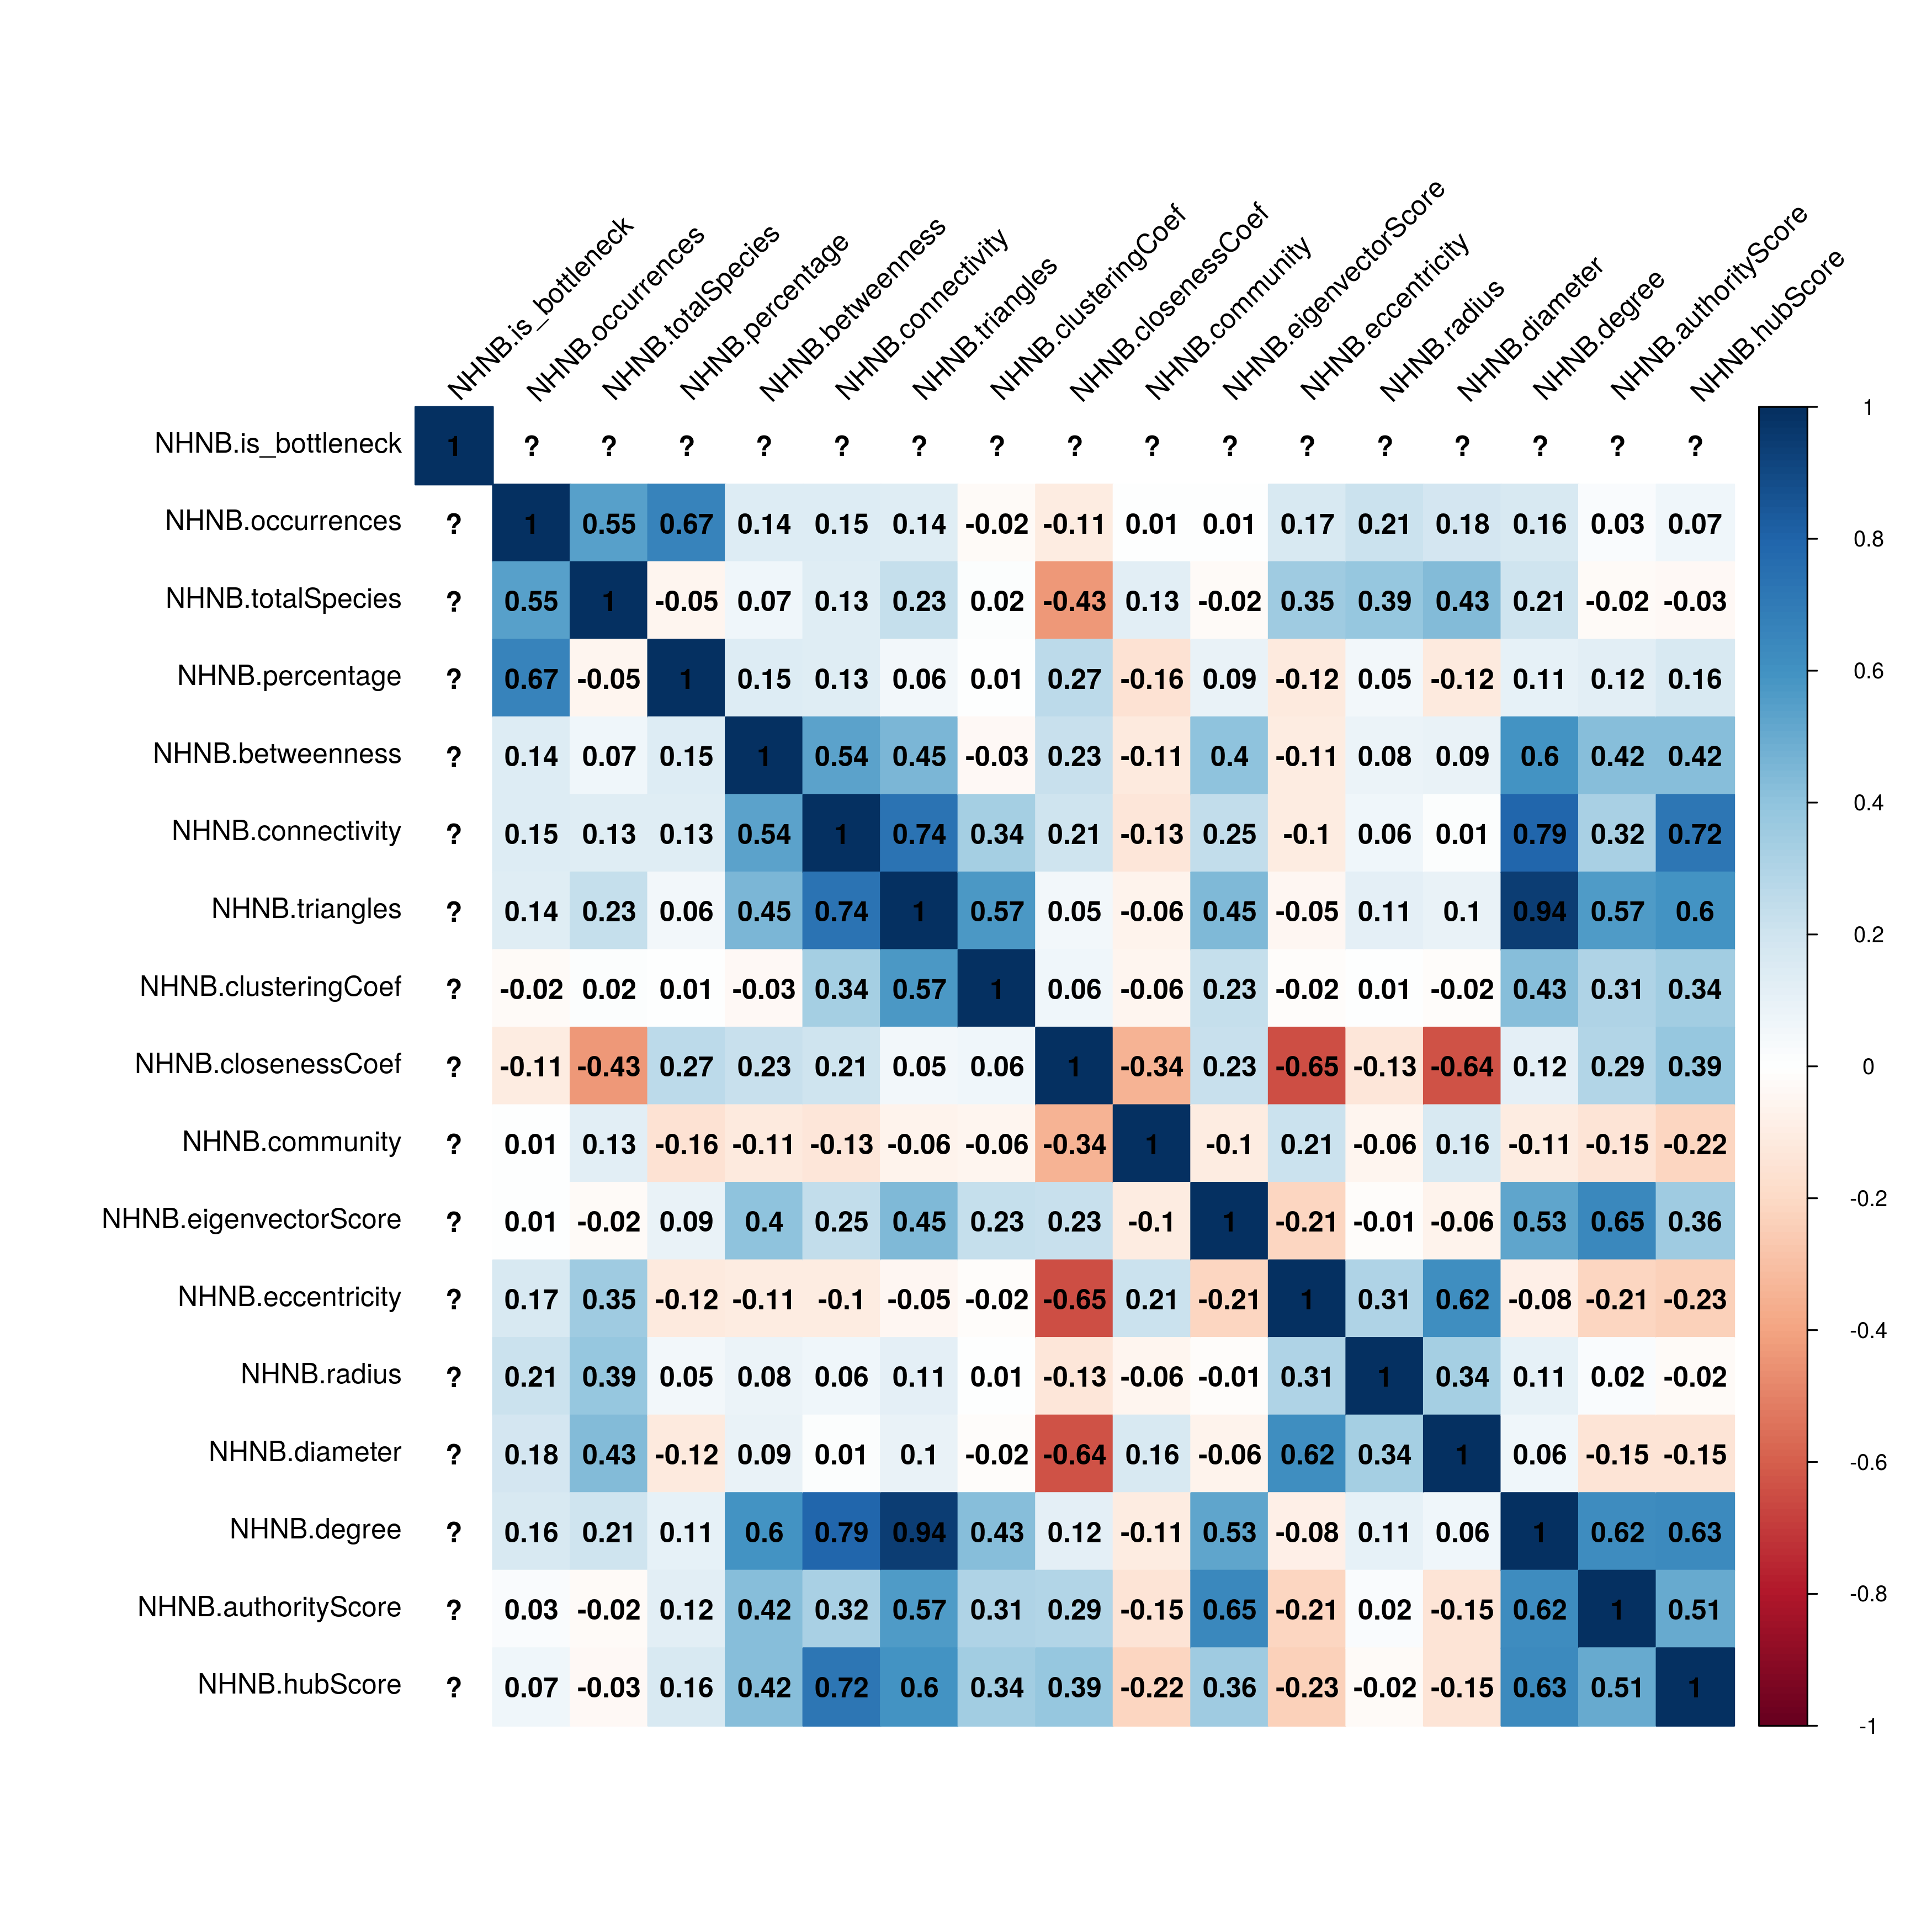 NHNB.is_bottleneck
NHNB.occurrences
NHNB.totalSpecies
NHNB.percentage
NHNB.betweenness
NHNB.connectivity
NHNB.triangles
NHNB.clusteringCoef
NHNB.closenessCoef
NHNB.community
NHNB.eigenvectorScore
NHNB.eccentricity
NHNB.radius
NHNB.diameter
NHNB.degree
NHNB.authorityScore
NHNB.hubScore
NHNB.is_bottleneck 1 ? ? ? ? ? ? ? ? ? ? ? ? ? ? ? ?
NHNB.occurrences ? 1 0.55 0.67 0.14 0.15 0.14 -0.02 -0.11 0.01 0.01 0.17 0.21 0.18 0.16 0.03 0.07
NHNB.totalSpecies ? 0.55 1 -0.05 0.07 0.13 0.23 0.02 -0.43 0.13 -0.02 0.35 0.39 0.43 0.21 -0.02 -0.03
NHNB.percentage ? 0.67 -0.05 1 0.15 0.13 0.06 0.01 0.27 -0.16 0.09 -0.12 0.05 -0.12 0.11 0.12 0.16
NHNB.betweenness ? 0.14 0.07 0.15 1 0.54 0.45 -0.03 0.23 -0.11 0.4 -0.11 0.08 0.09 0.6 0.42 0.42
NHNB.connectivity ? 0.15 0.13 0.13 0.54 1 0.74 0.34 0.21 -0.13 0.25 -0.1 0.06 0.01 0.79 0.32 0.72
NHNB.triangles ? 0.14 0.23 0.06 0.45 0.74 1 0.57 0.05 -0.06 0.45 -0.05 0.11 0.1 0.94 0.57 0.6
NHNB.clusteringCoef ? -0.02 0.02 0.01 -0.03 0.34 0.57 1 0.06 -0.06 0.23 -0.02 0.01 -0.02 0.43 0.31 0.34
NHNB.closenessCoef ? -0.11 -0.43 0.27 0.23 0.21 0.05 0.06 1 -0.34 0.23 -0.65 -0.13 -0.64 0.12 0.29 0.39
NHNB.community ? 0.01 0.13 -0.16 -0.11 -0.13 -0.06 -0.06 -0.34 1 -0.1 0.21 -0.06 0.16 -0.11 -0.15 -0.22
NHNB.eigenvectorScore ? 0.01 -0.02 0.09 0.4 0.25 0.45 0.23 0.23 -0.1 1 -0.21 -0.01 -0.06 0.53 0.65 0.36
NHNB.eccentricity ? 0.17 0.35 -0.12 -0.11 -0.1 -0.05 -0.02 -0.65 0.21 -0.21 1 0.31 0.62 -0.08 -0.21 -0.23
NHNB.radius ? 0.21 0.39 0.05 0.08 0.06 0.11 0.01 -0.13 -0.06 -0.01 0.31 1 0.34 0.11 0.02 -0.02
NHNB.diameter ? 0.18 0.43 -0.12 0.09 0.01 0.1 -0.02 -0.64 0.16 -0.06 0.62 0.34 1 0.06 -0.15 -0.15
NHNB.degree ? 0.16 0.21 0.11 0.6 0.79 0.94 0.43 0.12 -0.11 0.53 -0.08 0.11 0.06 1 0.62 0.63
NHNB.authorityScore ? 0.03 -0.02 0.12 0.42 0.32 0.57 0.31 0.29 -0.15 0.65 -0.21 0.02 -0.15 0.62 1 0.51
NHNB.hubScore ? 0.07 -0.03 0.16 0.42 0.72 0.6 0.34 0.39 -0.22 0.36 -0.23 -0.02 -0.15 0.63 0.51 1
1
0.8
0.6
0.4
0.2
0
-0.2
-0.4
-0.6
-0.8
-1